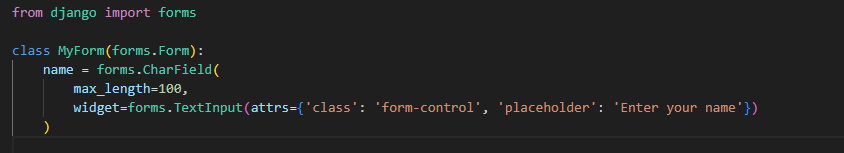 from django import forms

class MyForm(forms.Form):
    name = forms.CharField(
        max_length=100,
        widget=forms.TextInput(attrs={'class': 'form-control', 'placeholder': 'Enter your name'})
    )